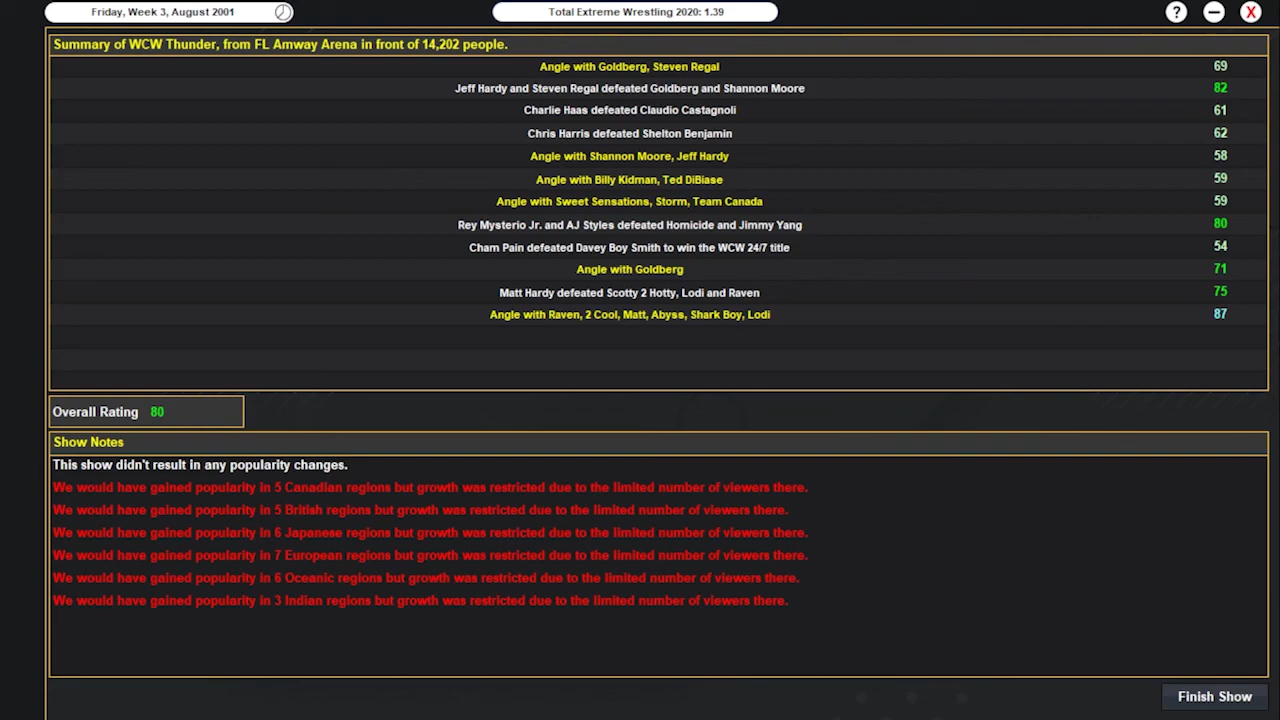 Friday, Week 3, August 2001
Total Extreme Wrestling 2020: 1.39
?
X
Summary of WCW Thunder, from FL Amway Arena in front of 14,202 people.
Angle with Goldberg, Steven Regal 69
Jeff Hardy and Steven Regal defeated Goldberg and Shannon Moore 82
Charlie Haas defeated Claudio Castagnoli 61
Chris Harris defeated Shelton Benjamin 62
Angle with Shannon Moore, Jeff Hardy 58
Angle with Billy Kidman, Ted DiBiase 59
Angle with Sweet Sensations, Storm, Team Canada 59
Rey Mysterio Jr. and AJ Styles defeated Homicide and Jimmy Yang 80
Cham Pain defeated Davey Boy Smith to win the WCW 24/7 title 54
Angle with Goldberg 71
Matt Hardy defeated Scotty 2 Hotty, Lodi and Raven 75
Angle with Raven, 2 Cool, Matt, Abyss, Shark Boy, Lodi 87
Overall Rating 80
Show Notes
This show didn't result in any popularity changes.
We would have gained popularity in 5 Canadian regions but growth was restricted due to the limited number of viewers there.
We would have gained popularity in 5 British regions but growth was restricted due to the limited number of viewers there.
We would have gained popularity in 6 Japanese regions but growth was restricted due to the limited number of viewers there.
We would have gained popularity in 7 European regions but growth was restricted due to the limited number of viewers there.
We would have gained popularity in 6 Oceanic regions but growth was restricted due to the limited number of viewers there.
We would have gained popularity in 3 Indian regions but growth was restricted due to the limited number of viewers there.
Finish Show